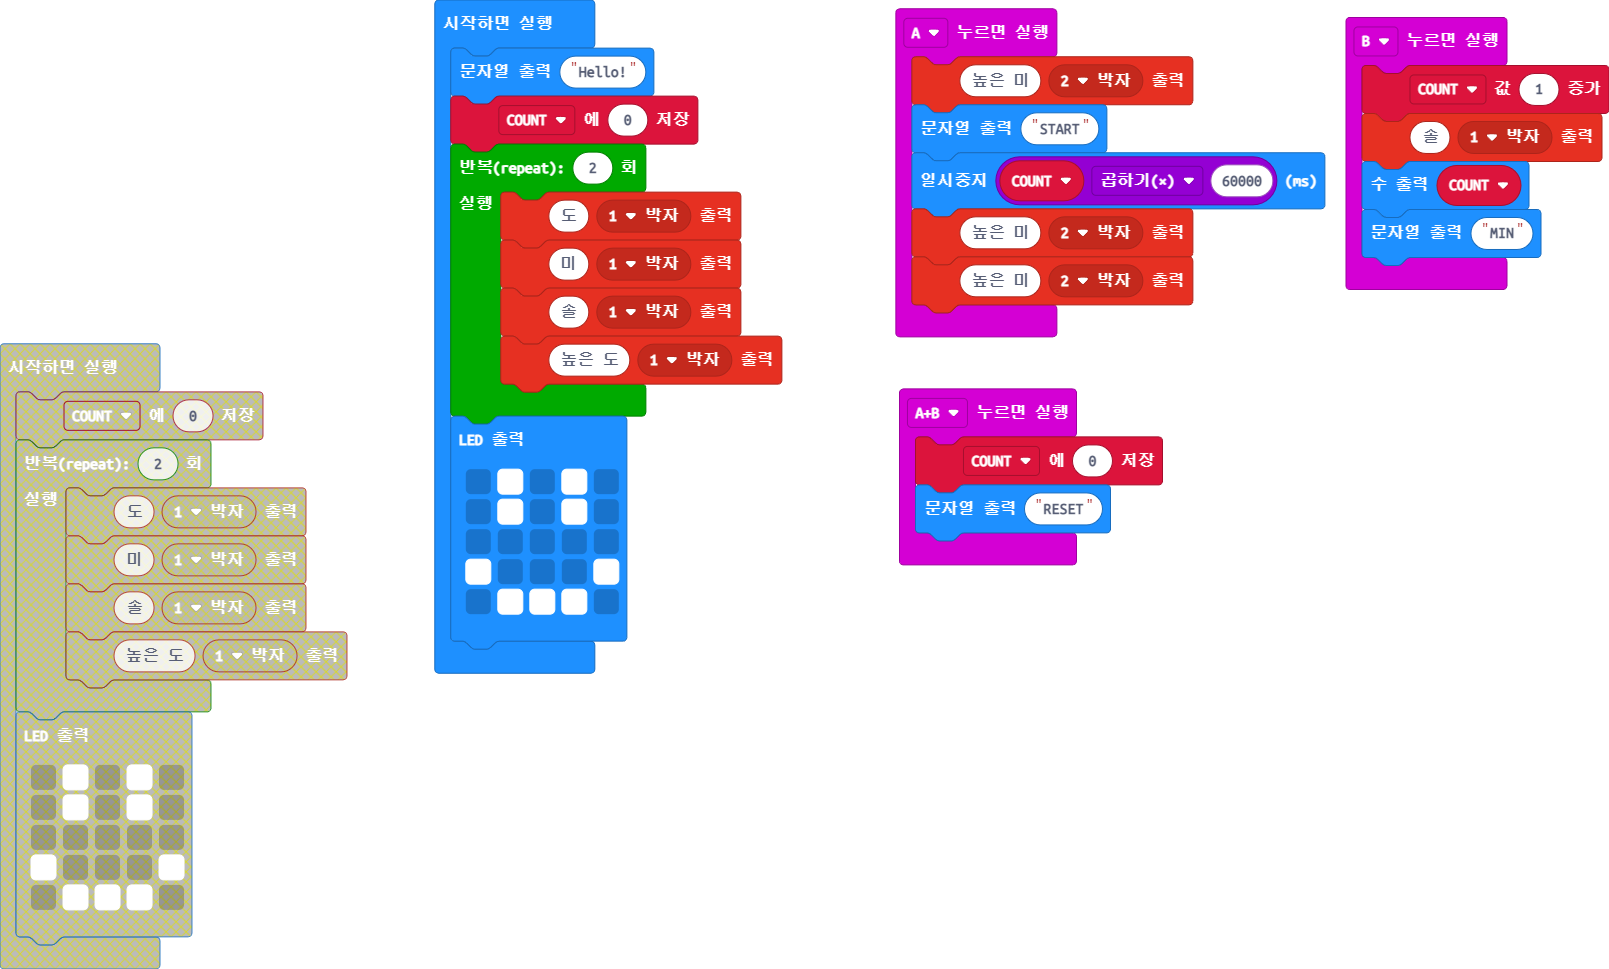 시작하면 실행
문자열 출력 "Hello!"
COUNT 에 0 저장
반복(repeat): 2 회
실행
도 1 박자 출력
미 1 박자 출력
솔 1 박자 출력
높은 도 1 박자 출력
LED 출력
A 누르면 실행
높은 미 2 박자 출력
문자열 출력 "START"
일시중지 COUNT 곱하기(×) 60000 (ms)
높은 미 2 박자 출력
높은 미 2 박자 출력
B 누르면 실행
COUNT 값 1 증가
솔 1 박자 출력
수 출력 COUNT
문자열 출력 "MIN"
A+B 누르면 실행
COUNT 에 0 저장
문자열 출력 "RESET"
시작하면 실행
COUNT 에 0 저장
반복(repeat): 2 회
실행
도 1 박자 출력
미 1 박자 출력
솔 1 박자 출력
높은 도 1 박자 출력
LED 출력